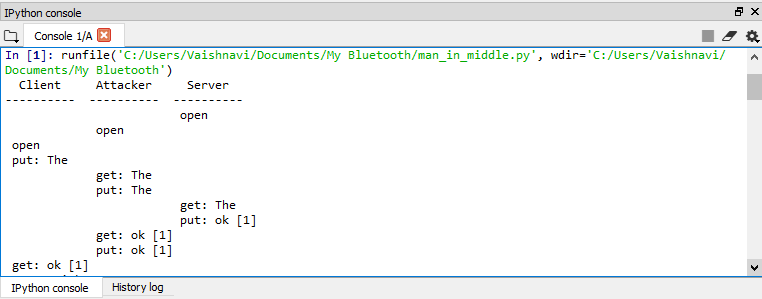 IPython console
Console 1/A
In [1]: runfile('C:/Users/Vaishnavi/Documents/My Bluetooth/man_in_middle.py', wdir='C:/Users/Vaishnavi/
Documents/My Bluetooth')
Client Attacker Server
---------- ---------- ----------
open
open
open
put: The
get: The
put: The
get: The
put: ok [1]
get: ok [1]
put: ok [1]
get: ok [1]
IPython console History log